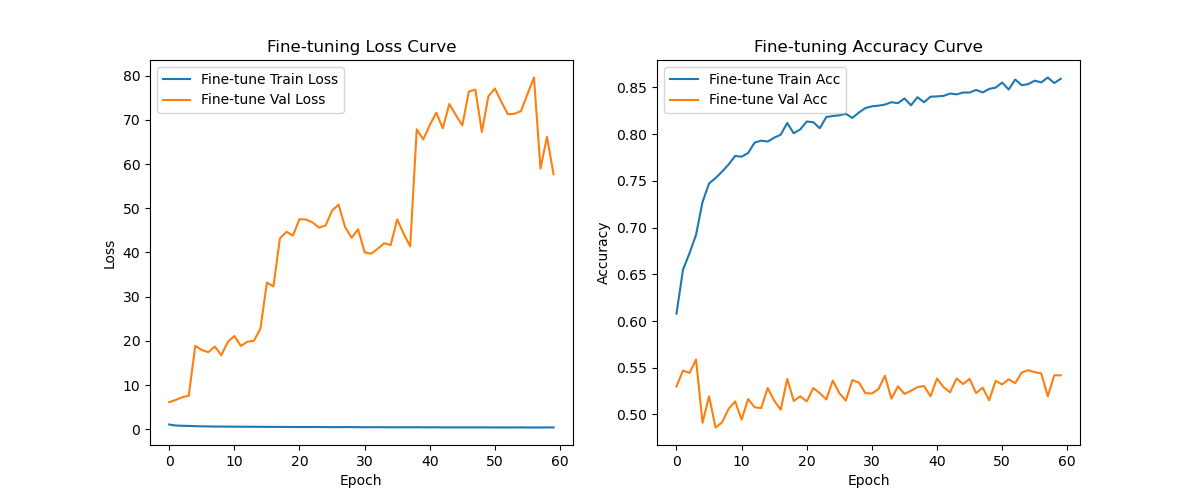 Fine-tuning Loss Curve
Fine-tune Train Loss
Fine-tune Val Loss
80
70
60
50
40
30
20
10
0
Loss
0 10 20 30 40 50 60
Epoch
Fine-tuning Accuracy Curve
Fine-tune Train Acc
Fine-tune Val Acc
0.85
0.80
0.75
0.70
0.65
0.60
0.55
0.50
Accuracy
0 10 20 30 40 50 60
Epoch